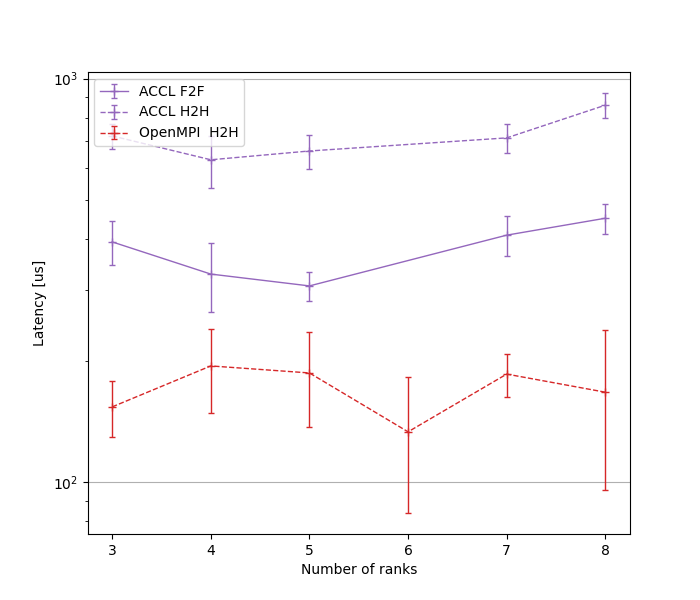 10³
ACCL F2F
ACCL H2H
OpenMPI H2H
Latency [us]
10²
3 4 5 6 7 8
Number of ranks